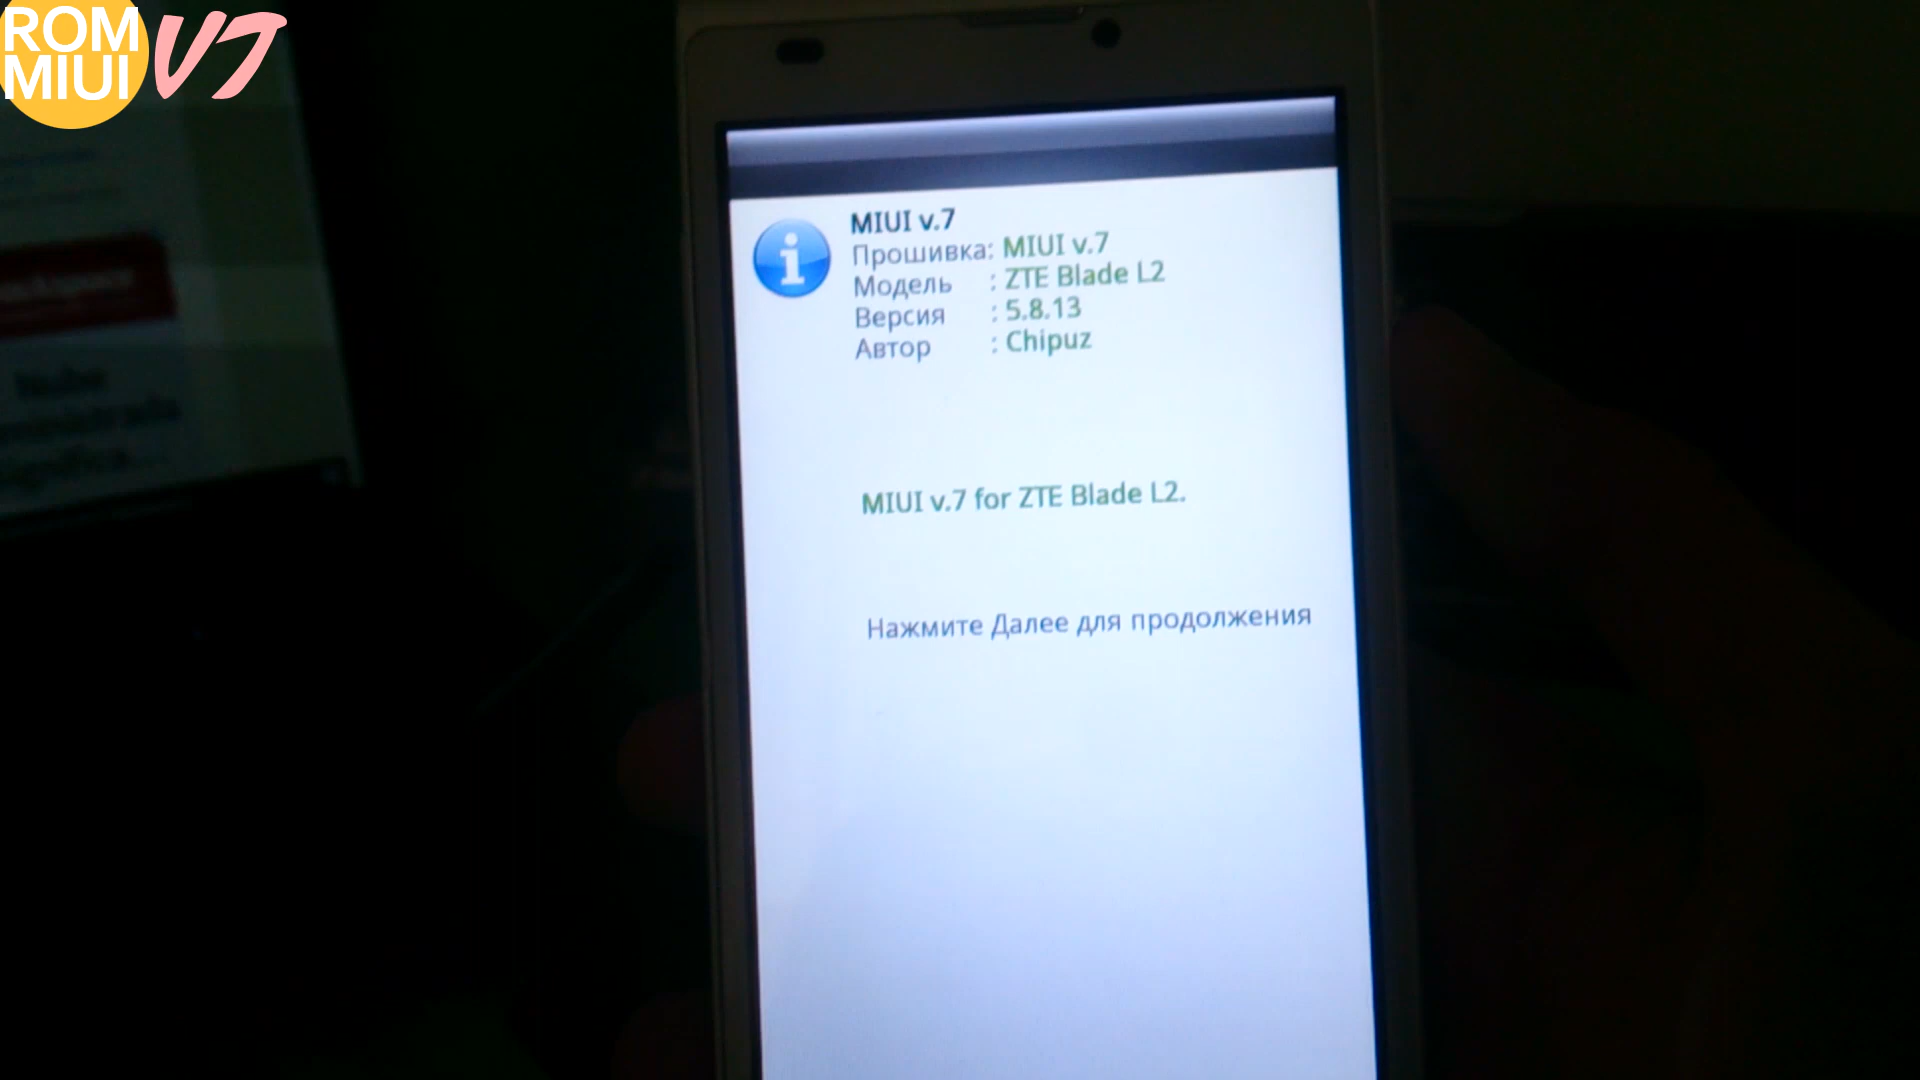 ROM
MIUI V7
MIUI v.7
Прошивка: MIUI v.7
Модель : ZTE Blade L2
Версия : 5.8.13
Автор : Chipuz
MIUI v.7 for ZTE Blade L2.
Нажмите Далее для продолжения
Nube